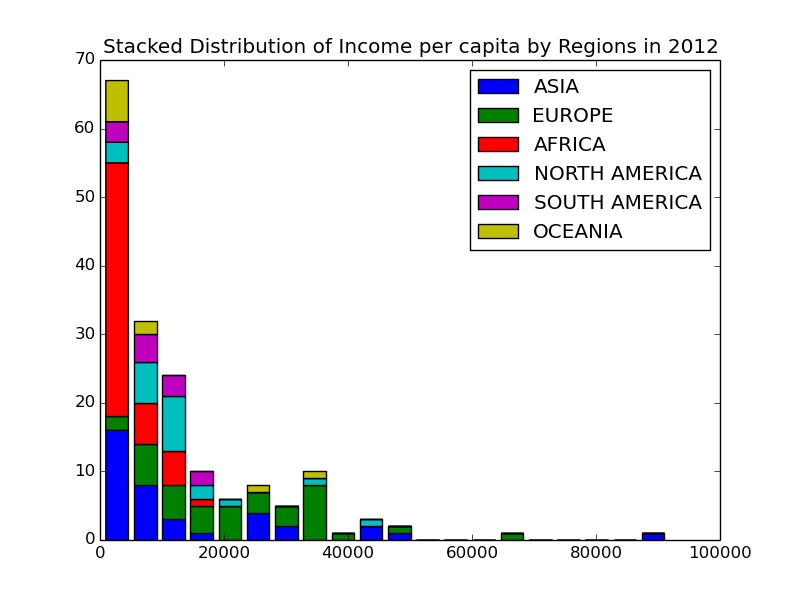 Stacked Distribution of Income per capita by Regions in 2012
70
60
50
40
30
20
10
0
ASIA
EUROPE
AFRICA
NORTH AMERICA
SOUTH AMERICA
OCEANIA
0 20000 40000 60000 80000 100000